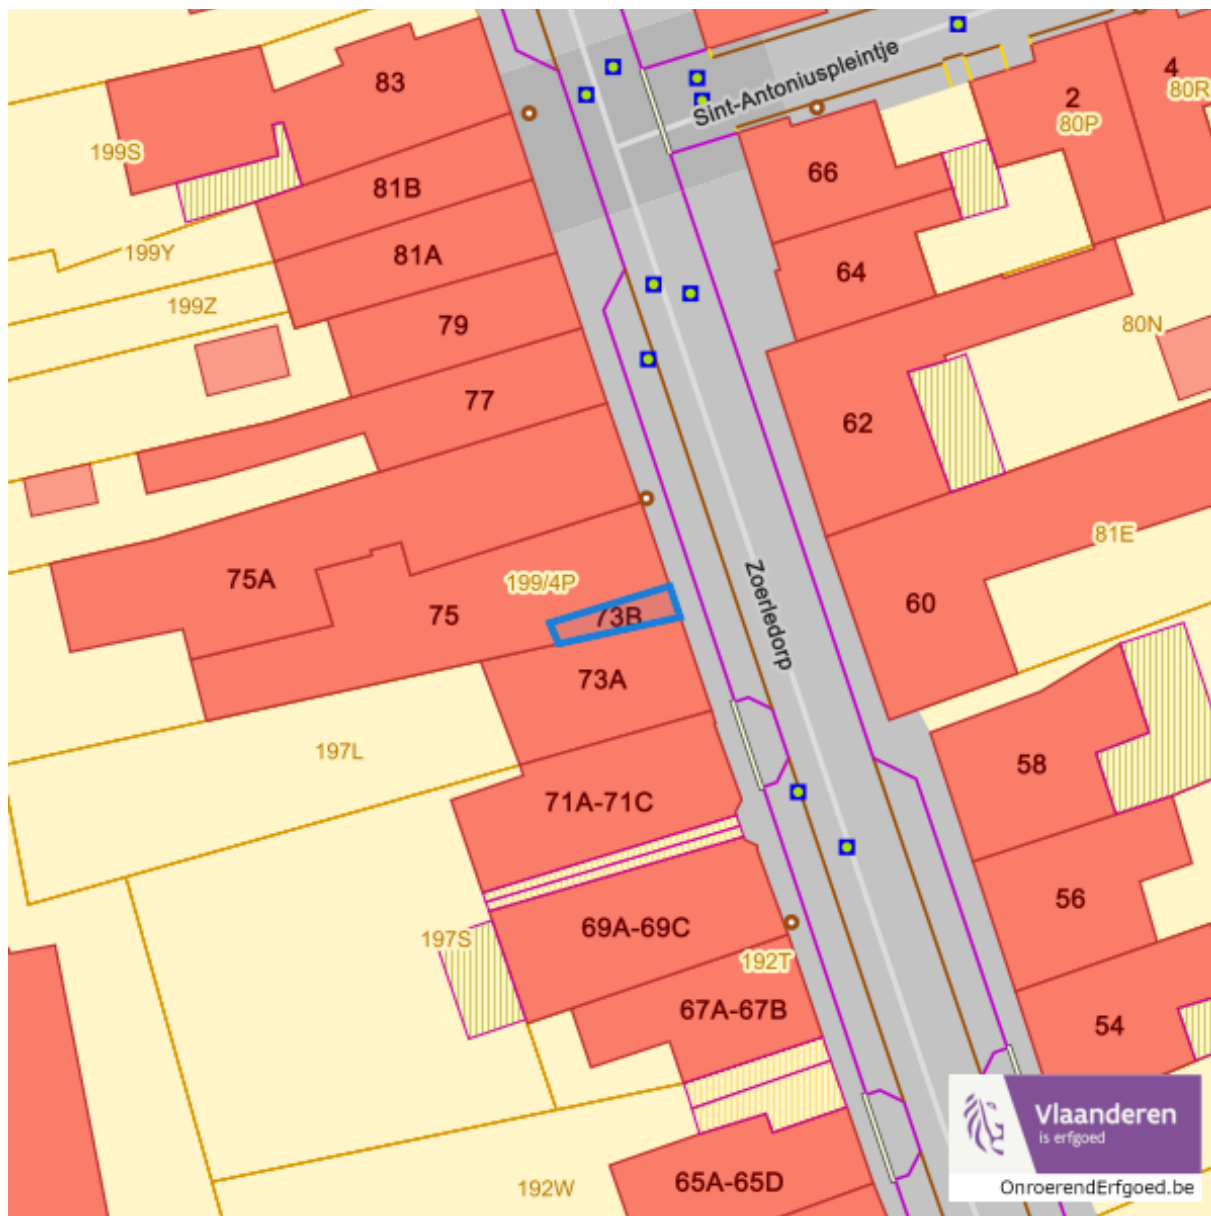 Sint-Antoniuspleintje
83
4
80R
2
80P
199S
66
81B
199Y
81A
64
199Z
79
80N
77
62
81E
Zoerledorp
75A
199/4P
75
73B
60
73A
197L
58
71A-71C
56
69A-69C
197S
192T
67A-67B
54
65A-65D
192W
Vlaanderen
is erfgoed
OnroerendErfgoed.be